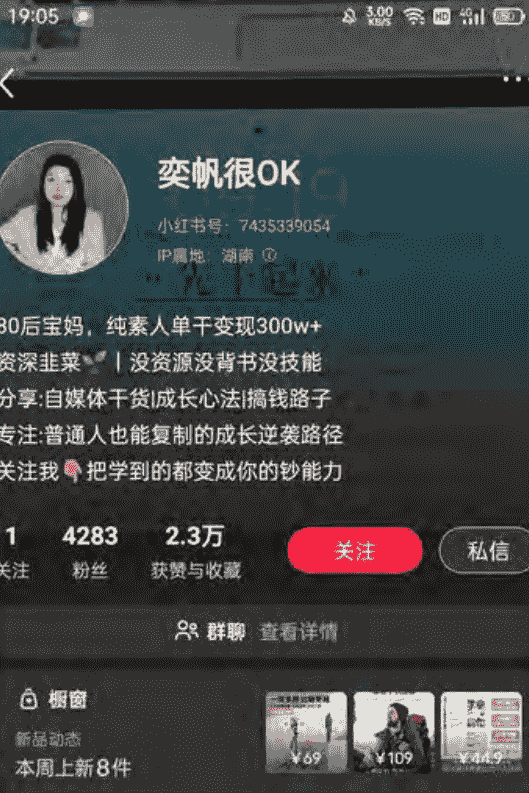 19:05
3.00
KB/S
HD
4G
奕帆很OK
小红书号：7435339054
IP属地：湖南
80后宝妈，纯素人单干变现300w+
资深韭菜 | 没资源没背书没技能
分享:自媒体干货|成长心法|搞钱路子
专注:普通人也能复制的成长逆袭路径
关注我👇把学到的都变成你的钞能力
1 4283 2.3万
关注 粉丝 获赞与收藏
关注 私信
群聊 查看详情
橱窗
新品动态
本周上新8件
¥69
¥109
¥44.9